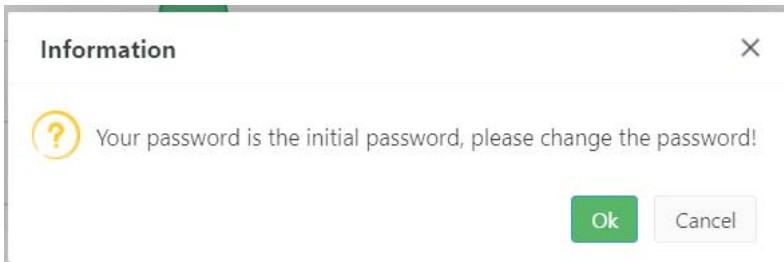 Information
Your password is the initial password, please change the password!
Ok
Cancel